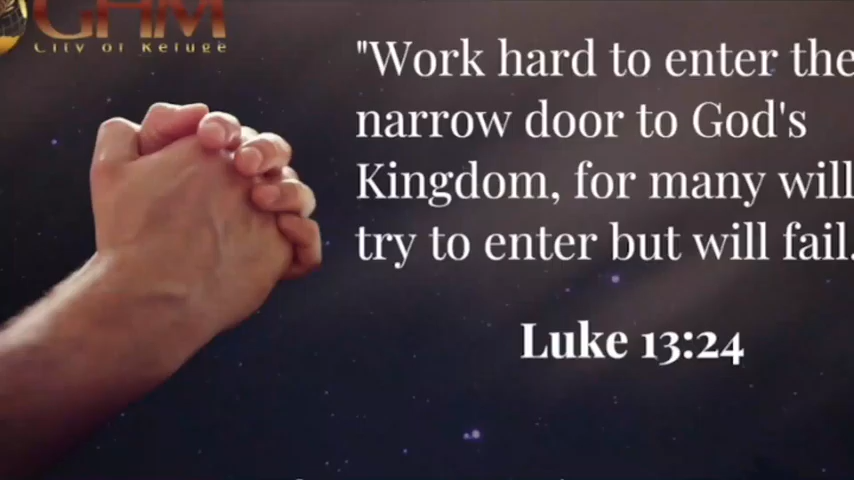 GHM
City of Refuge
"Work hard to enter the
narrow door to God's
Kingdom, for many will
try to enter but will fail.
Luke 13:24